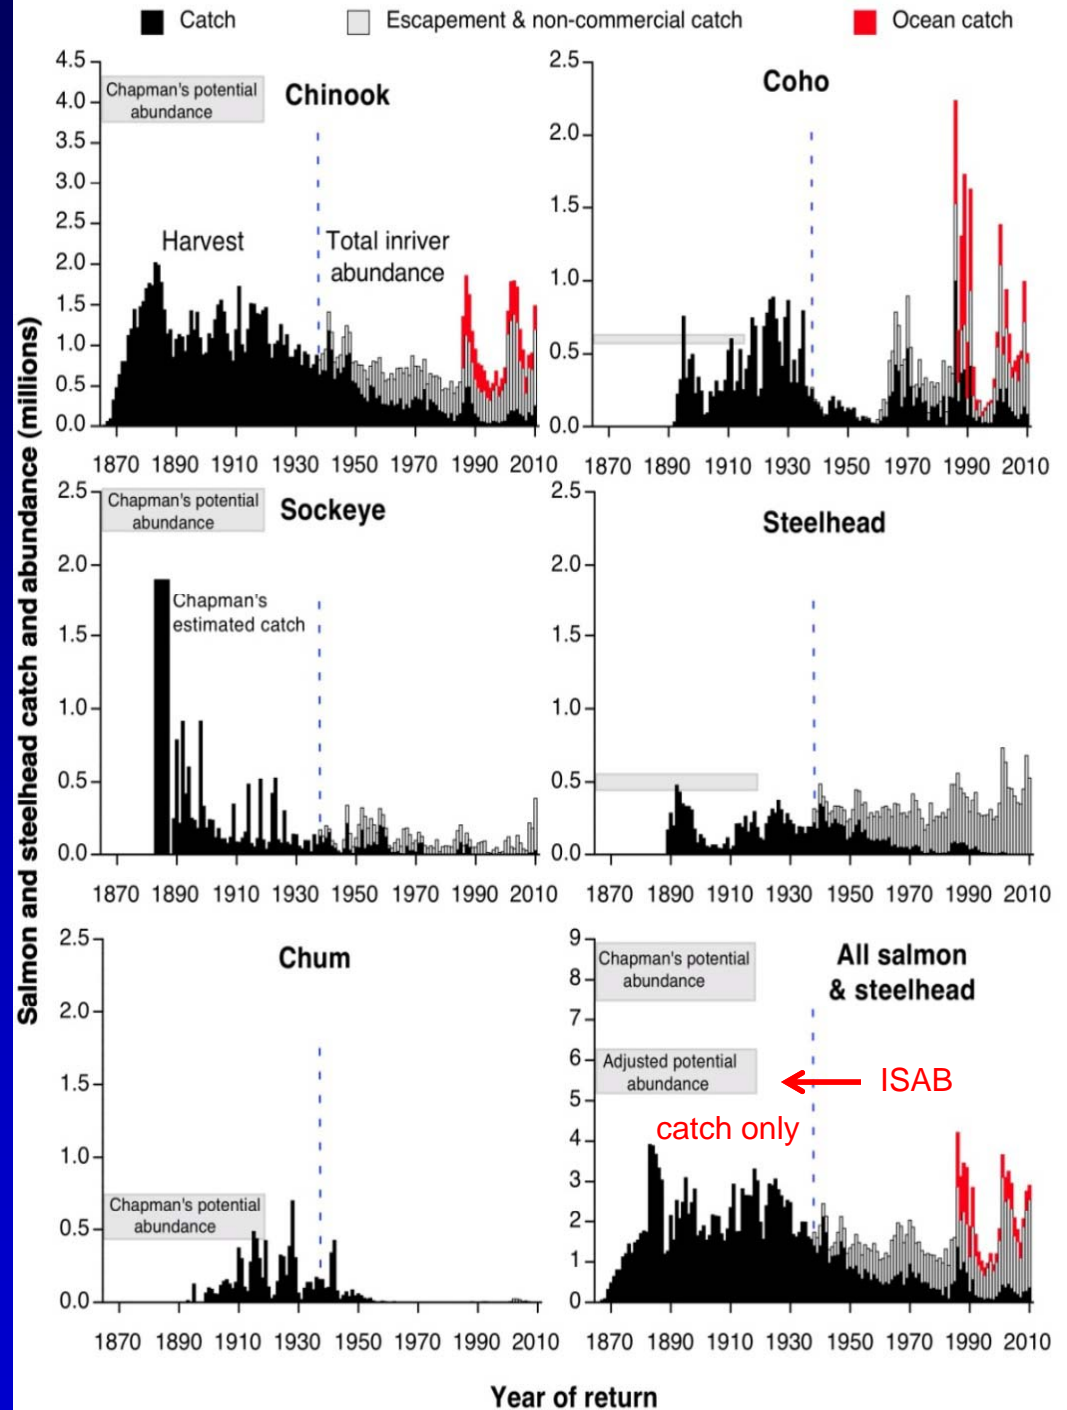 Catch
Escapement & non-commercial catch
Ocean catch
Salmon and steelhead catch and abundance (millions)
4.5
4.0
3.5
3.0
2.5
2.0
1.5
1.0
0.5
0.0
Chapman's potential
abundance
Chinook
Harvest
Total inriver
abundance
1870 1890 1910 1930 1950 1970 1990 2010
2.5
2.0
1.5
1.0
0.5
0.0
Coho
1870 1890 1910 1930 1950 1970 1990 2010
2.5
2.0
1.5
1.0
0.5
0.0
Chapman's potential
abundance
Sockeye
Chapman's
estimated catch
1870 1890 1910 1930 1950 1970 1990 2010
2.5
2.0
1.5
1.0
0.5
0.0
Steelhead
1870 1890 1910 1930 1950 1970 1990 2010
2.5
2.0
1.5
1.0
0.5
0.0
Chum
Chapman's potential
abundance
1870 1890 1910 1930 1950 1970 1990 2010
9
8
7
6
5
4
3
2
1
0
Chapman's potential
abundance
All salmon
& steelhead
Adjusted potential
abundance
ISAB
catch only
1870 1890 1910 1930 1950 1970 1990 2010
Year of return